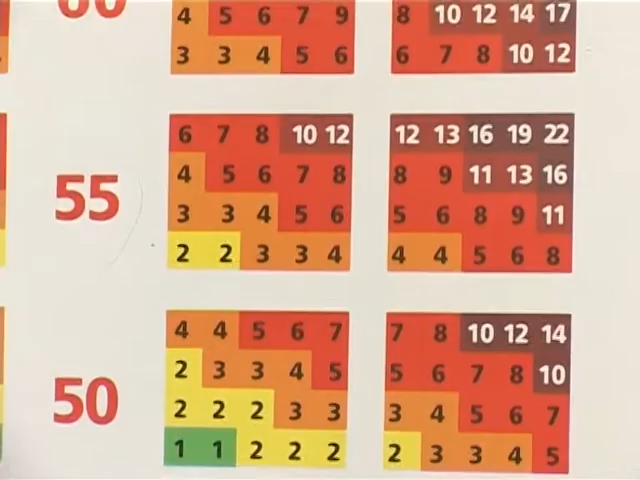 60
4 5 6 7 9 8 10 12 14 17
3 3 4 5 6 6 7 8 10 12
6 7 8 10 12 12 13 16 19 22
4 5 6 7 8 8 9 11 13 16
55
3 3 4 5 6 5 6 8 9 11
2 2 3 3 4 4 4 5 6 8
4 4 5 6 7 7 8 10 12 14
2 3 3 4 5 5 6 7 8 10
50
2 2 2 3 3 3 4 5 6 7
1 1 2 2 2 2 3 3 4 5